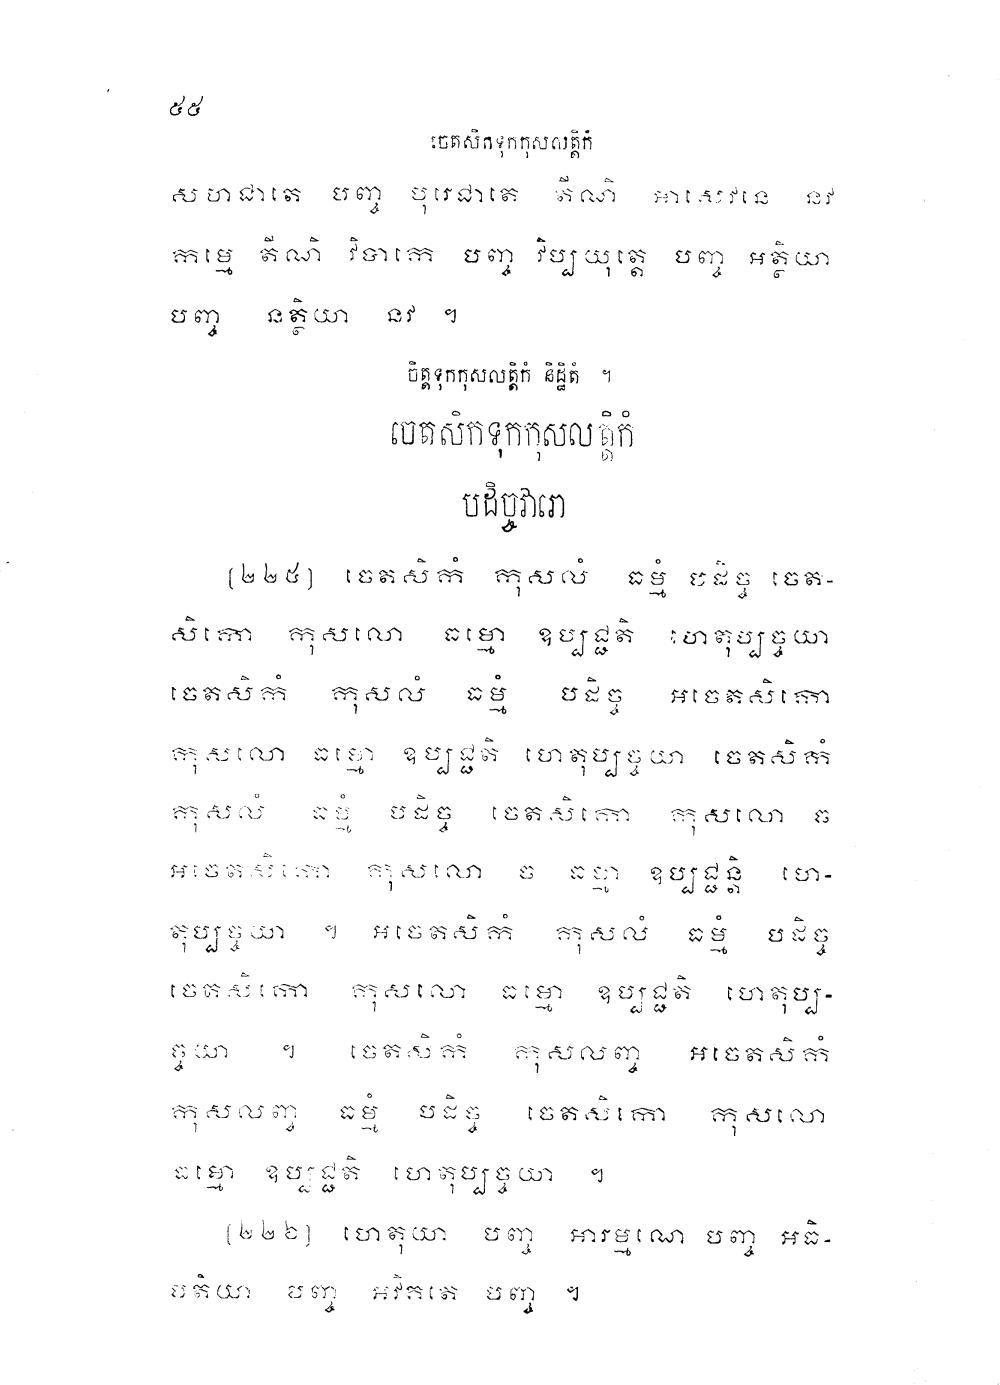 ៥៥
ចេតសិកទុកកុសលត្តិកំ
សហជាតេ បញ្ច បុរេជាតេ តីណិ អាសេវនេ នវ
កម្មេ តីណិ វិបាកេ បញ្ច វិប្បយុត្តេ បញ្ច អត្ថិយា
បញ្ច នត្ថិយា នវ ។
ចិត្តទុកកុសលត្តិកំ និដ្ឋិតំ ។
ចេតសិកទុកកុសលត្តិកំ
បដិច្ចវារោ
(២២៥) ចេតសិកំ កុសលំ ធម្មំ បដិច្ច ចេត-
សិកោ កុសលោ ធម្មោ ឧប្បជ្ជតិ ហេតុប្បច្ចយា
ចេតសិកំ កុសលំ ធម្មំ បដិច្ច អចេតសិកោ
កុសលោ ធម្មោ ឧប្បជ្ជតិ ហេតុប្បច្ចយា ចេតសិកំ
កុសលំ ធម្មំ បដិច្ច ចេតសិកោ កុសលោ ច
អចេតសិកោ កុសលោ ច ធម្មា ឧប្បជ្ជន្តិ ហេ-
តុប្បច្ចយា ។ អចេតសិកំ កុសលំ ធម្មំ បដិច្ច
ចេតសិកោ កុសលោ ធម្មោ ឧប្បជ្ជតិ ហេតុប្ប-
ច្ចយា ។ ចេតសិកំ កុសលញ្ច អចេតសិកំ
កុសលញ្ច ធម្មំ បដិច្ច ចេតសិកោ កុសលោ
ធម្មោ ឧប្បជ្ជតិ ហេតុប្បច្ចយា ។
(២២៦) ហេតុយា បញ្ច អារម្មណេ បញ្ច អធិ-
បតិយា បញ្ច អវិកតេ បញ្ច ។